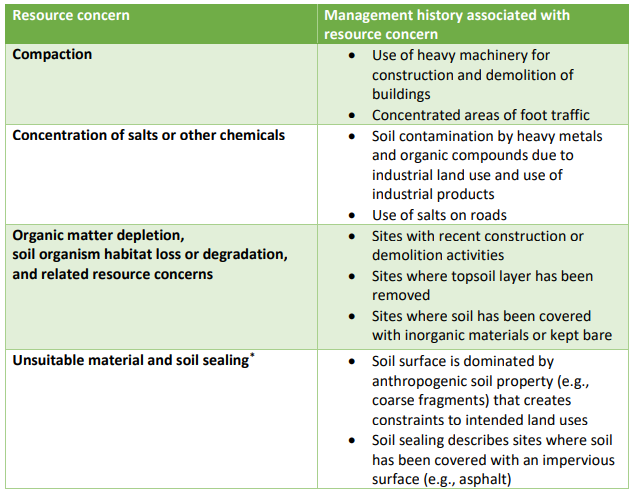 Resource concern
Management history associated with
resource concern
Compaction
• Use of heavy machinery for
construction and demolition of
buildings
• Concentrated areas of foot traffic
Concentration of salts or other chemicals
• Soil contamination by heavy metals
and organic compounds due to
industrial land use and use of
industrial products
• Use of salts on roads
Organic matter depletion,
soil organism habitat loss or degradation,
and related resource concerns
• Sites with recent construction or
demolition activities
• Sites where topsoil layer has been
removed
• Sites where soil has been covered
with inorganic materials or kept bare
Unsuitable material and soil sealing*
• Soil surface is dominated by
anthropogenic soil property (e.g.,
coarse fragments) that creates
constraints to intended land uses
• Soil sealing describes sites where soil
has been covered with an impervious
surface (e.g., asphalt)